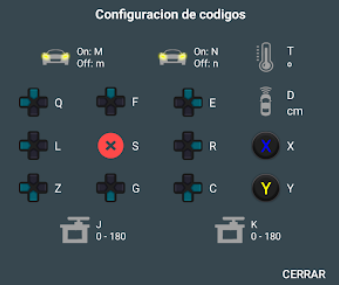 Configuracion de codigos
On: M
Off: m
On: N
Off: n
T
°
Q
F
E
D
cm
L
S
R
X
X
Z
G
C
Y
Y
J
0 - 180
K
0 - 180
CERRAR